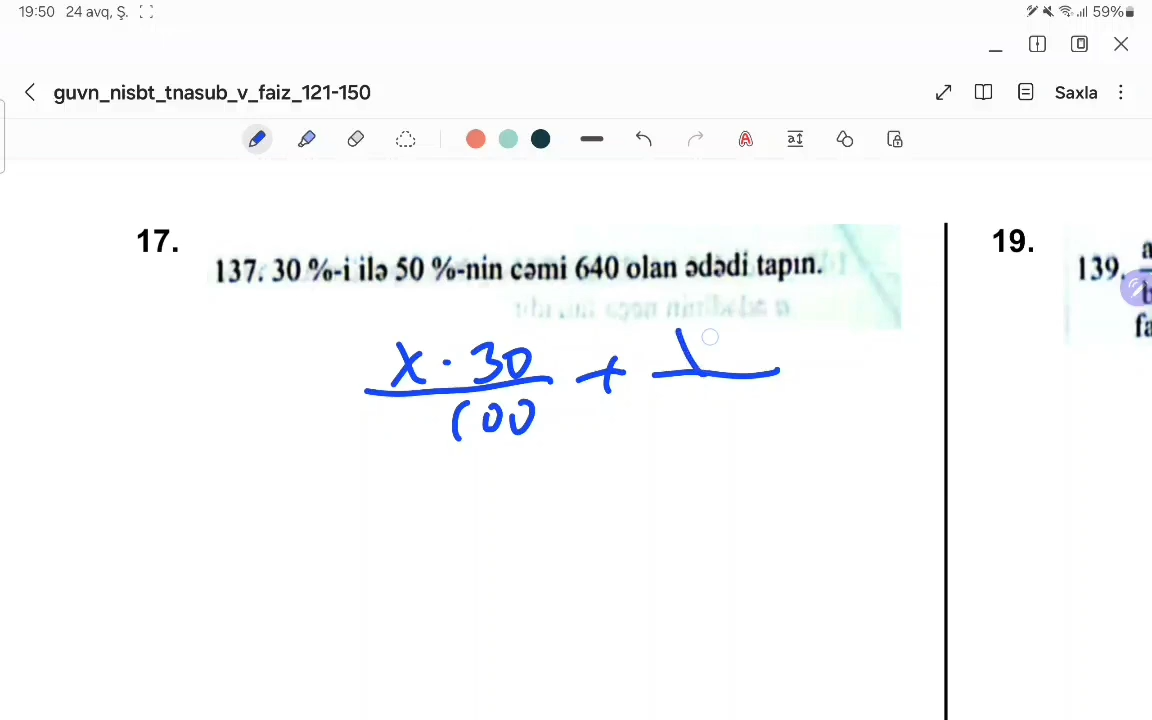 19:50 24 avq, Ş. 59%
guvn_nisbt_tnasub_v_faiz_121-150 Saxla
17.
137. 30 %-i ilə 50 %-nin cəmi 640 olan ədədi tapın.
x · 30
100
+
19.
139.